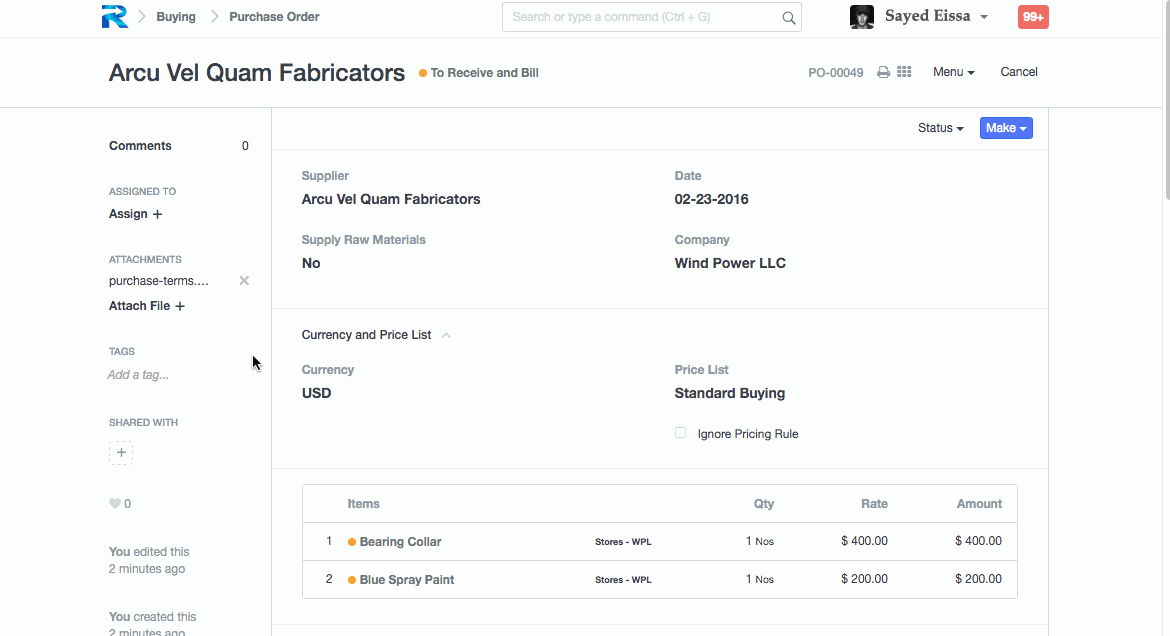 Buying
Purchase Order
Search or type a command (Ctrl + G)
Sayed Eissa
99+
Arcu Vel Quam Fabricators
To Receive and Bill
PO-00049
Menu
Cancel
Comments 0
ASSIGNED TO
Assign +
ATTACHMENTS
purchase-terms....
Attach File +
TAGS
Add a tag...
SHARED WITH
+
0
You edited this
2 minutes ago
You created this
2 minutes ago
Status
Make
Supplier
Arcu Vel Quam Fabricators
Date
02-23-2016
Supply Raw Materials
No
Company
Wind Power LLC
Currency and Price List
Currency
USD
Price List
Standard Buying
Ignore Pricing Rule
Items Qty Rate Amount
1 Bearing Collar Stores - WPL 1 Nos $ 400.00 $ 400.00
2 Blue Spray Paint Stores - WPL 1 Nos $ 200.00 $ 200.00